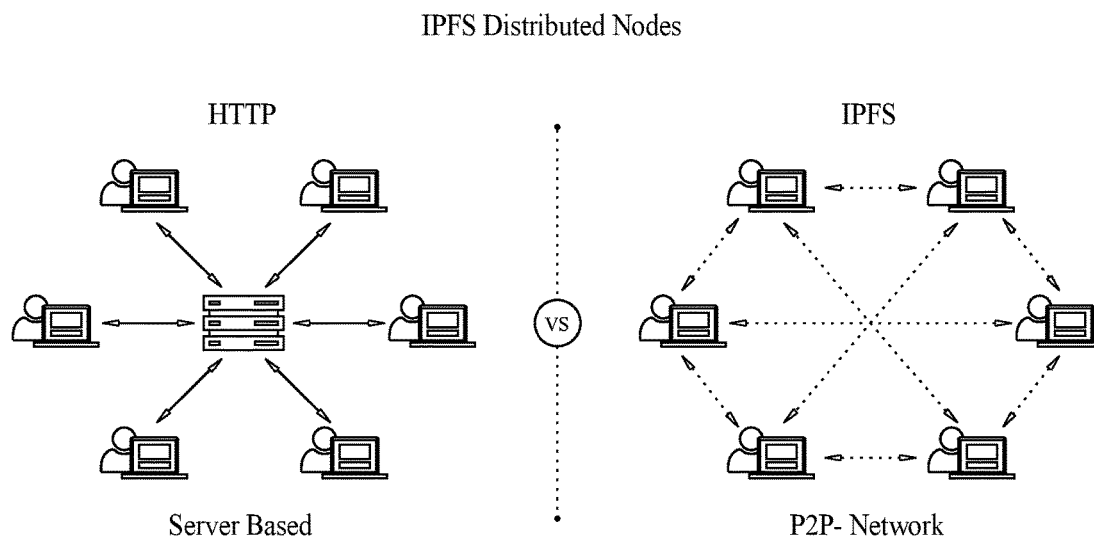 IPFS Distributed Nodes
HTTP
IPFS
VS
Server Based
P2P- Network